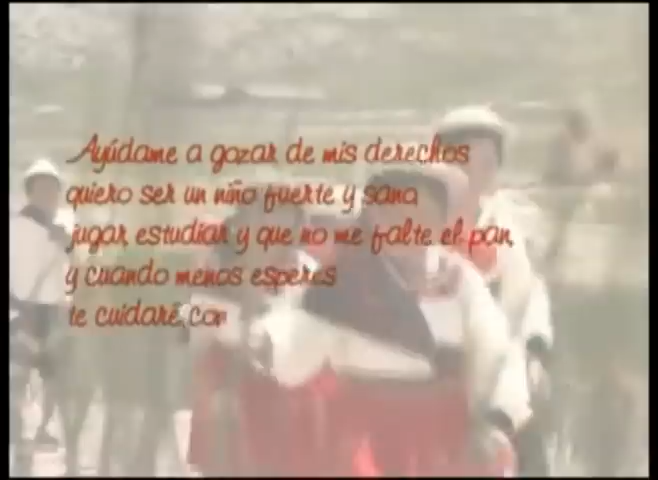 Ayúdame a gozar de mis derechos
quiero ser un niño fuerte y sano
jugar estudiar y que no me falte el pan,
y cuando menos esperes
te cuidaré, con